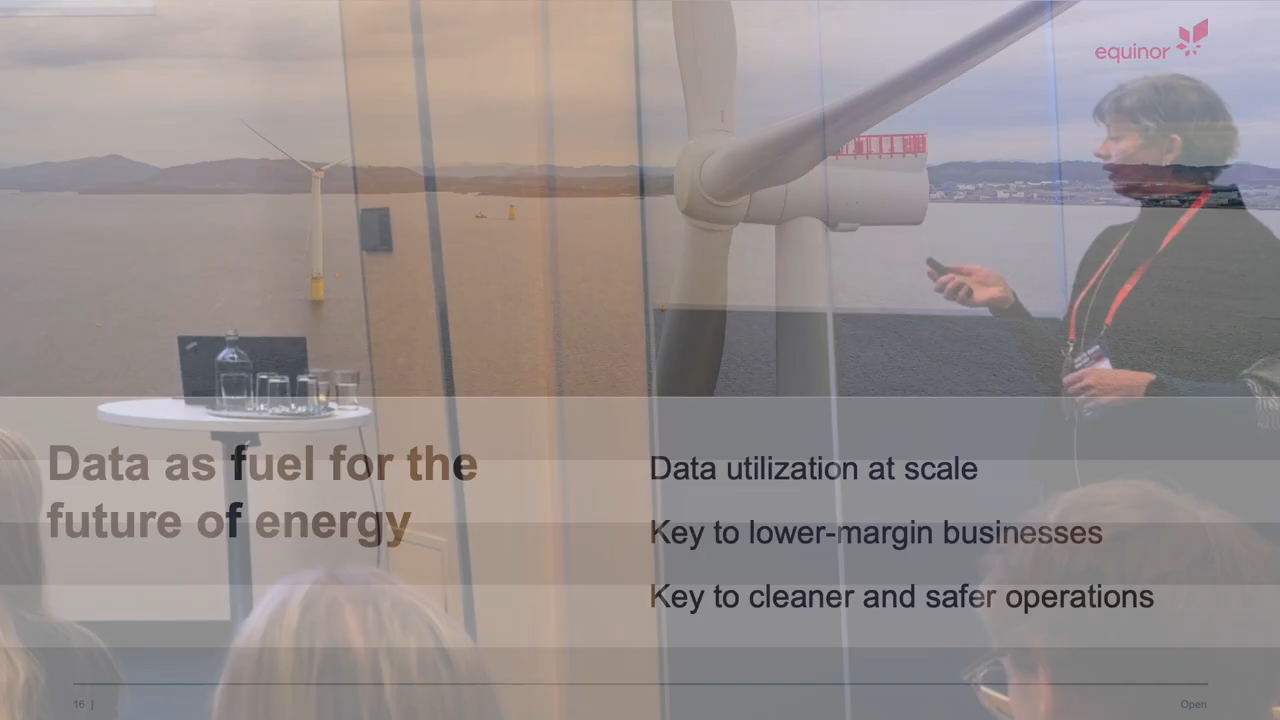 equinor
Data as fuel for the
future of energy
Data utilization at scale
Key to lower-margin businesses
Key to cleaner and safer operations
16 |
Open